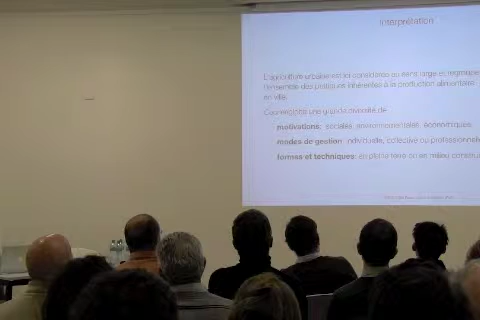 Interprétation
L'agriculture urbaine est ici considérée au sens large et regroupe
l'ensemble des pratiques inhérentes à la production alimentaire
en ville.
une grande diversité de
motivations: sociales, environnementales, économiques
modes de gestion: individuelle, collective ou professionnelle
formes et techniques: en pleine terre ou en milieu construit